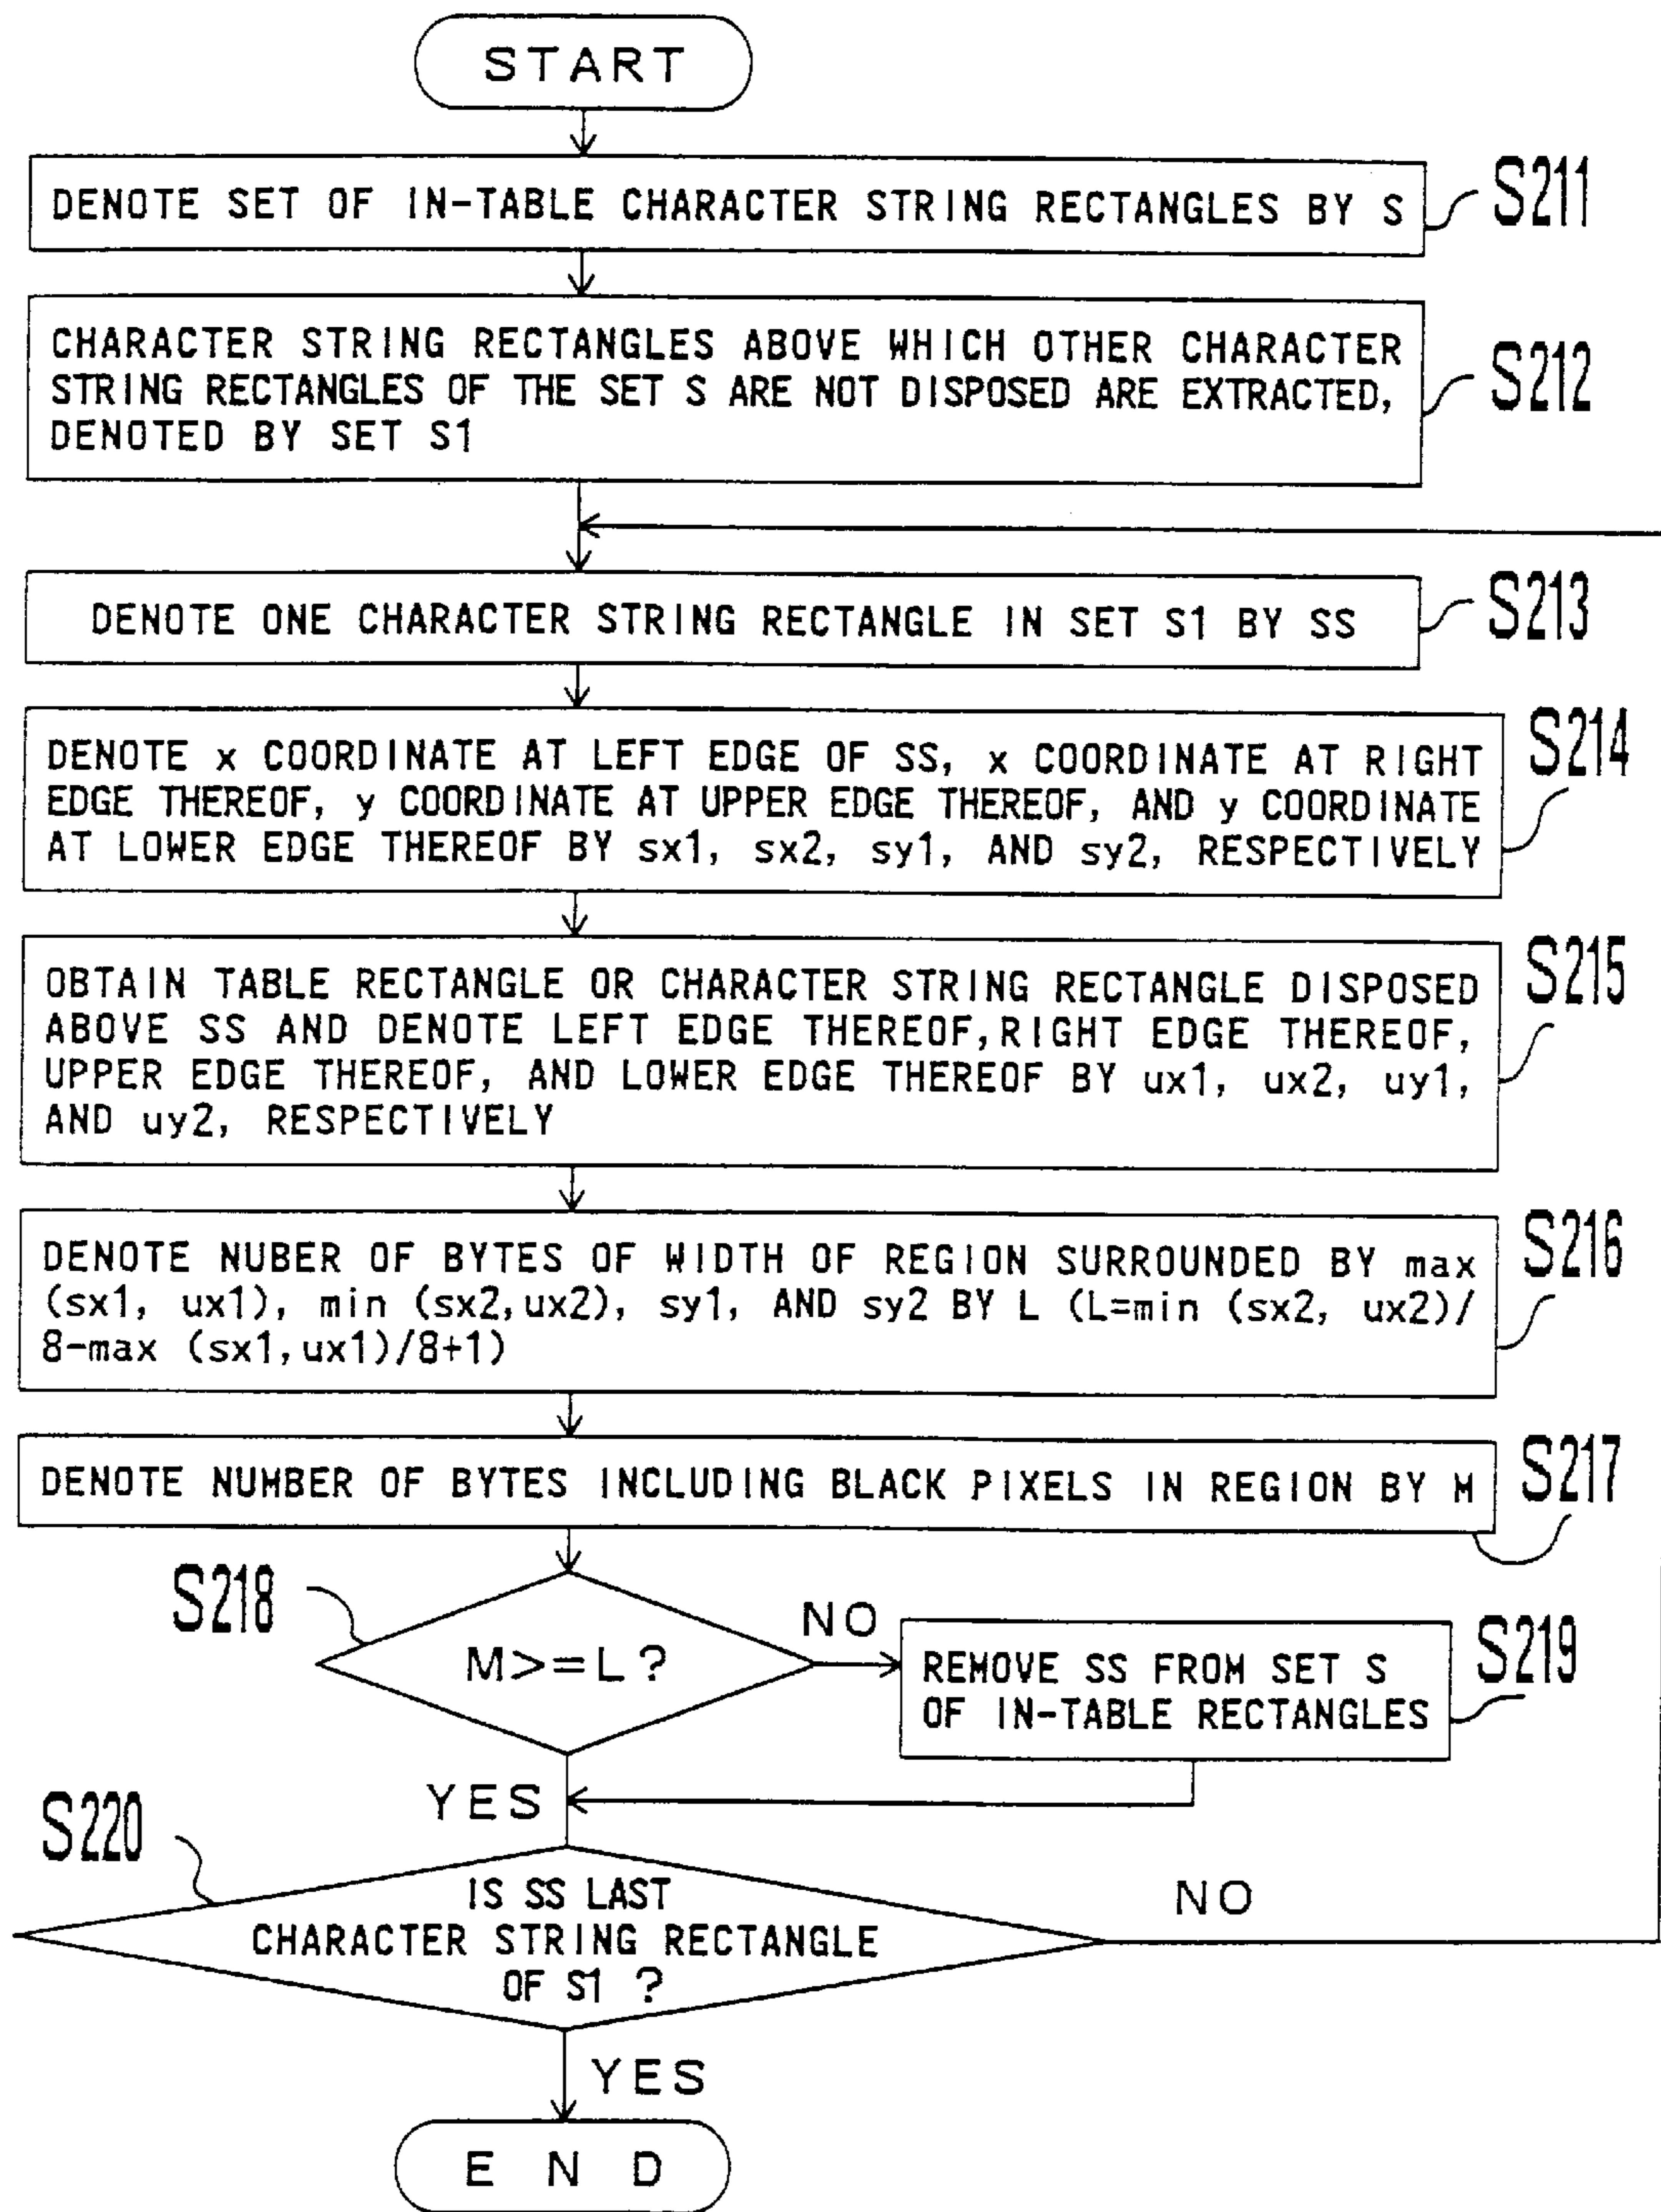 START
DENOTE SET OF IN-TABLE CHARACTER STRING RECTANGLES BY S
S211
CHARACTER STRING RECTANGLES ABOVE WHICH OTHER CHARACTER
STRING RECTANGLES OF THE SET S ARE NOT DISPOSED ARE EXTRACTED,
DENOTED BY SET S1
S212
DENOTE ONE CHARACTER STRING RECTANGLE IN SET S1 BY SS
S213
DENOTE x COORDINATE AT LEFT EDGE OF SS, x COORDINATE AT RIGHT
EDGE THEREOF, y COORDINATE AT UPPER EDGE THEREOF, AND y COORDINATE
AT LOWER EDGE THEREOF BY sx1, sx2, sy1, AND sy2, RESPECTIVELY
S214
OBTAIN TABLE RECTANGLE OR CHARACTER STRING RECTANGLE DISPOSED
ABOVE SS AND DENOTE LEFT EDGE THEREOF, RIGHT EDGE THEREOF,
UPPER EDGE THEREOF, AND LOWER EDGE THEREOF BY ux1, ux2, uy1,
AND uy2, RESPECTIVELY
S215
DENOTE NUBER OF BYTES OF WIDTH OF REGION SURROUNDED BY max
(sx1, ux1), min (sx2,ux2), sy1, AND sy2 BY L (L=min (sx2, ux2)/
8-max (sx1,ux1)/8+1)
S216
DENOTE NUMBER OF BYTES INCLUDING BLACK PIXELS IN REGION BY M
S217
S218
M>=L?
NO
REMOVE SS FROM SET S
OF IN-TABLE RECTANGLES
S219
YES
S220
IS SS LAST
CHARACTER STRING RECTANGLE
OF S1 ?
NO
YES
END